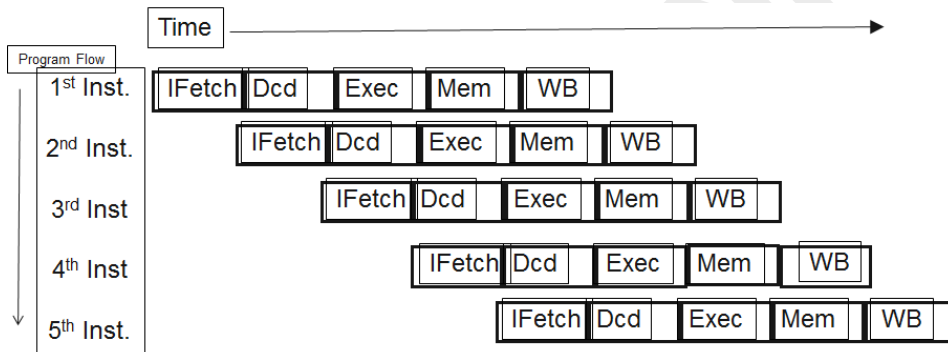 Time
Program Flow
1st Inst. IFetch Dcd Exec Mem WB
2nd Inst. IFetch Dcd Exec Mem WB
3rd Inst IFetch Dcd Exec Mem WB
4th Inst IFetch Dcd Exec Mem WB
5th Inst. IFetch Dcd Exec Mem WB